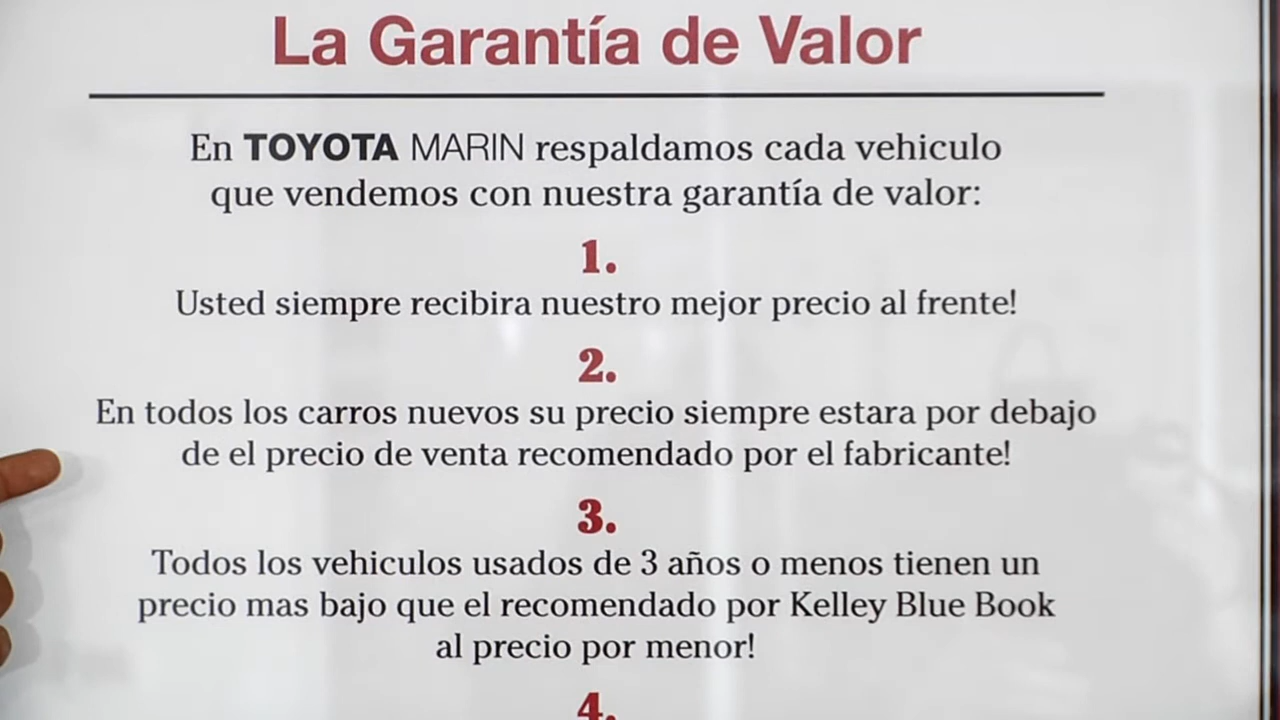 La Garantía de Valor
En TOYOTA MARIN respaldamos cada vehiculo
que vendemos con nuestra garantía de valor:
1.
Usted siempre recibira nuestro mejor precio al frente!
2.
En todos los carros nuevos su precio siempre estara por debajo
de el precio de venta recomendado por el fabricante!
3.
Todos los vehiculos usados de 3 años o menos tienen un
precio mas bajo que el recomendado por Kelley Blue Book
al precio por menor!
4.